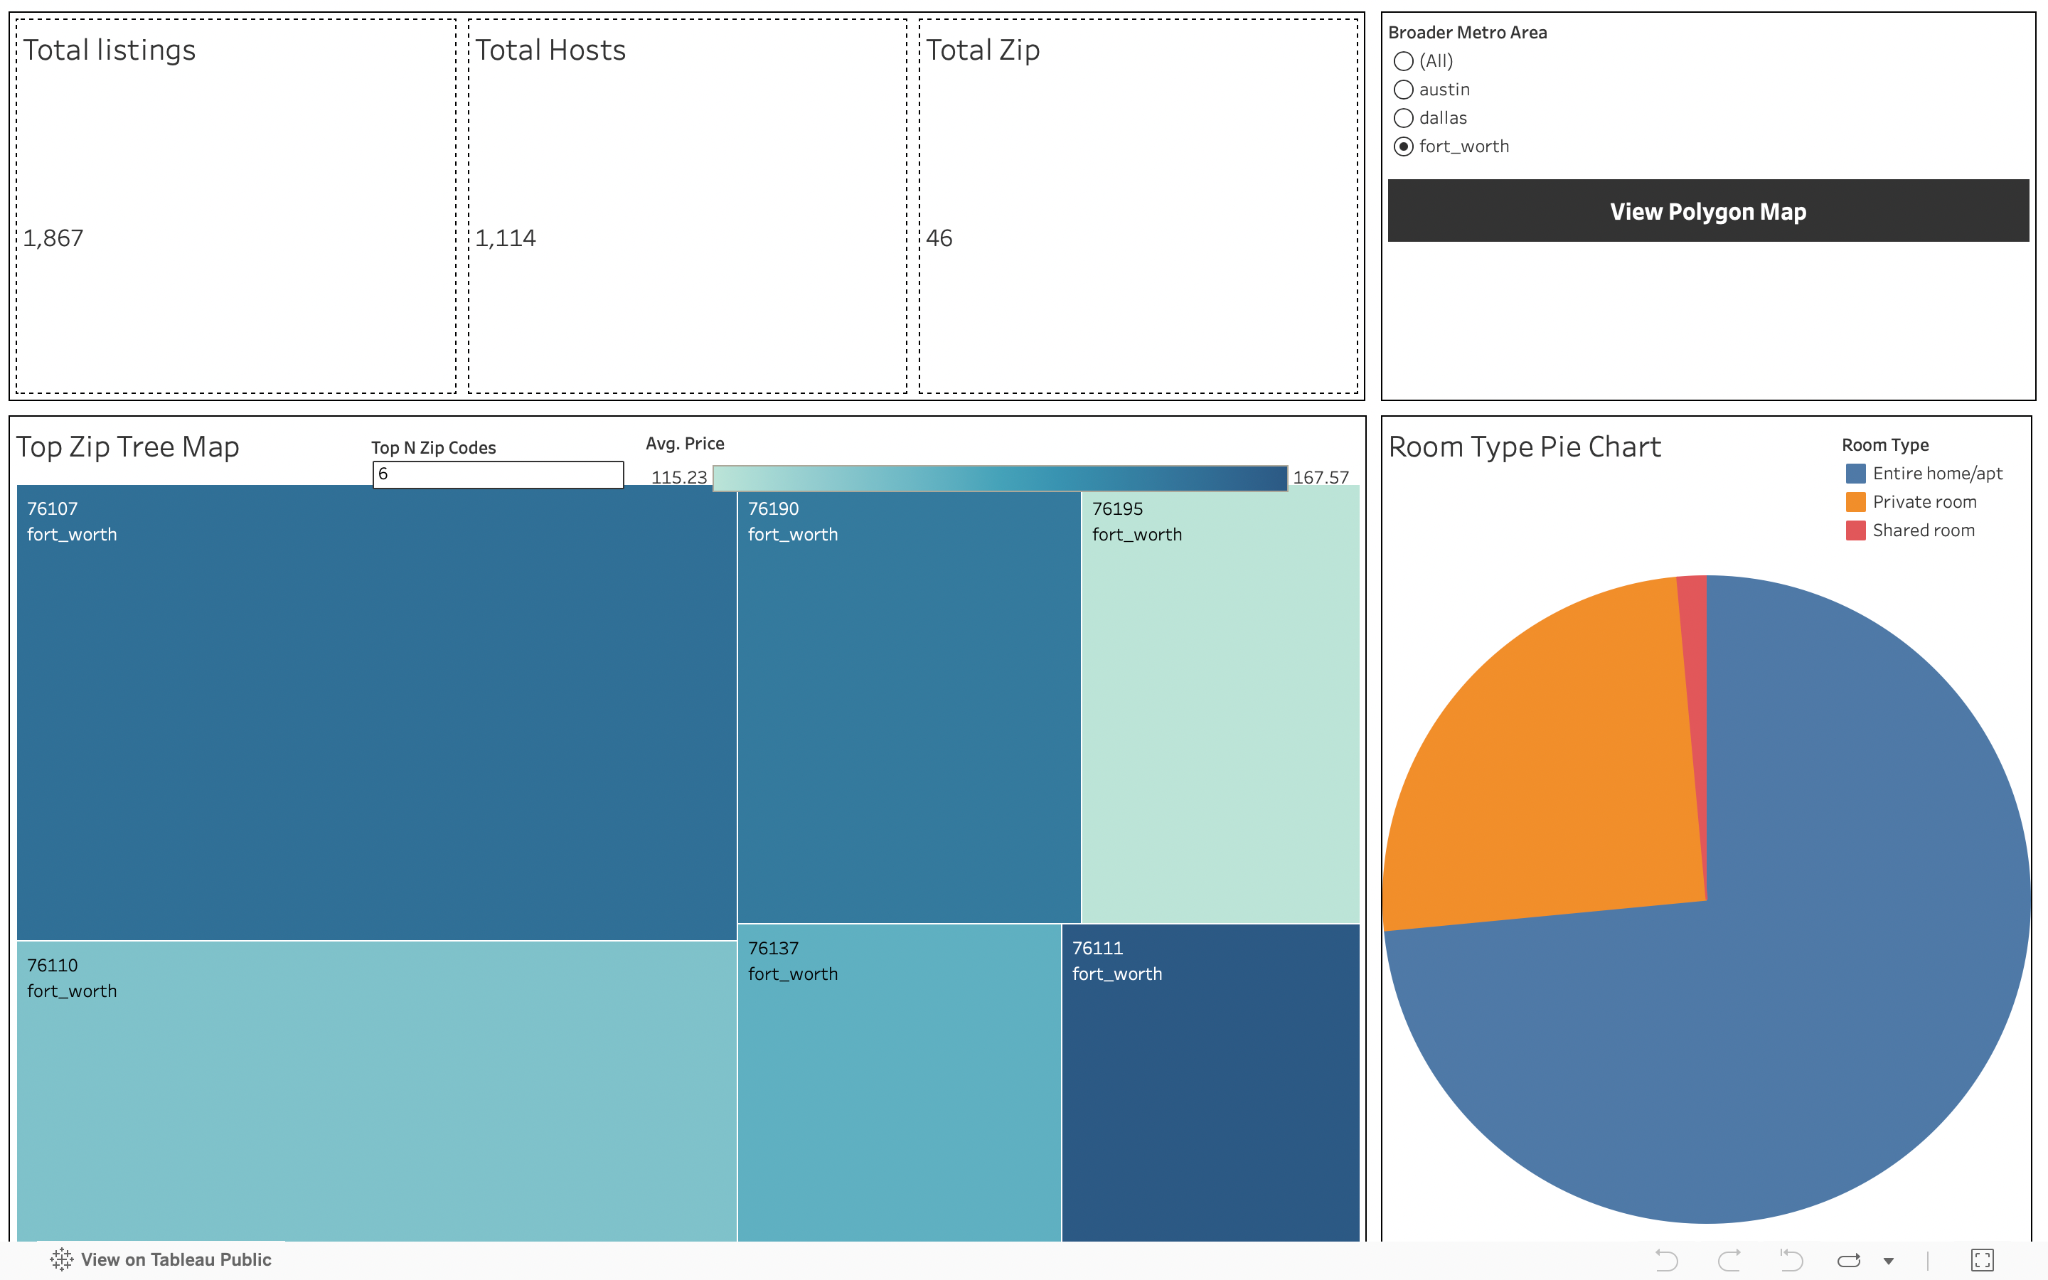 Total listings
1,867
Total Hosts
1,114
Total Zip
46
Broader Metro Area
(All)
austin
dallas
fort_worth
View Polygon Map
Top Zip Tree Map
Top N Zip Codes
6
Avg. Price
115.23
167.57
76107
fort_worth
76190
fort_worth
76195
fort_worth
76110
fort_worth
76137
fort_worth
76111
fort_worth
Room Type Pie Chart
Room Type
Entire home/apt
Private room
Shared room
View on Tableau Public